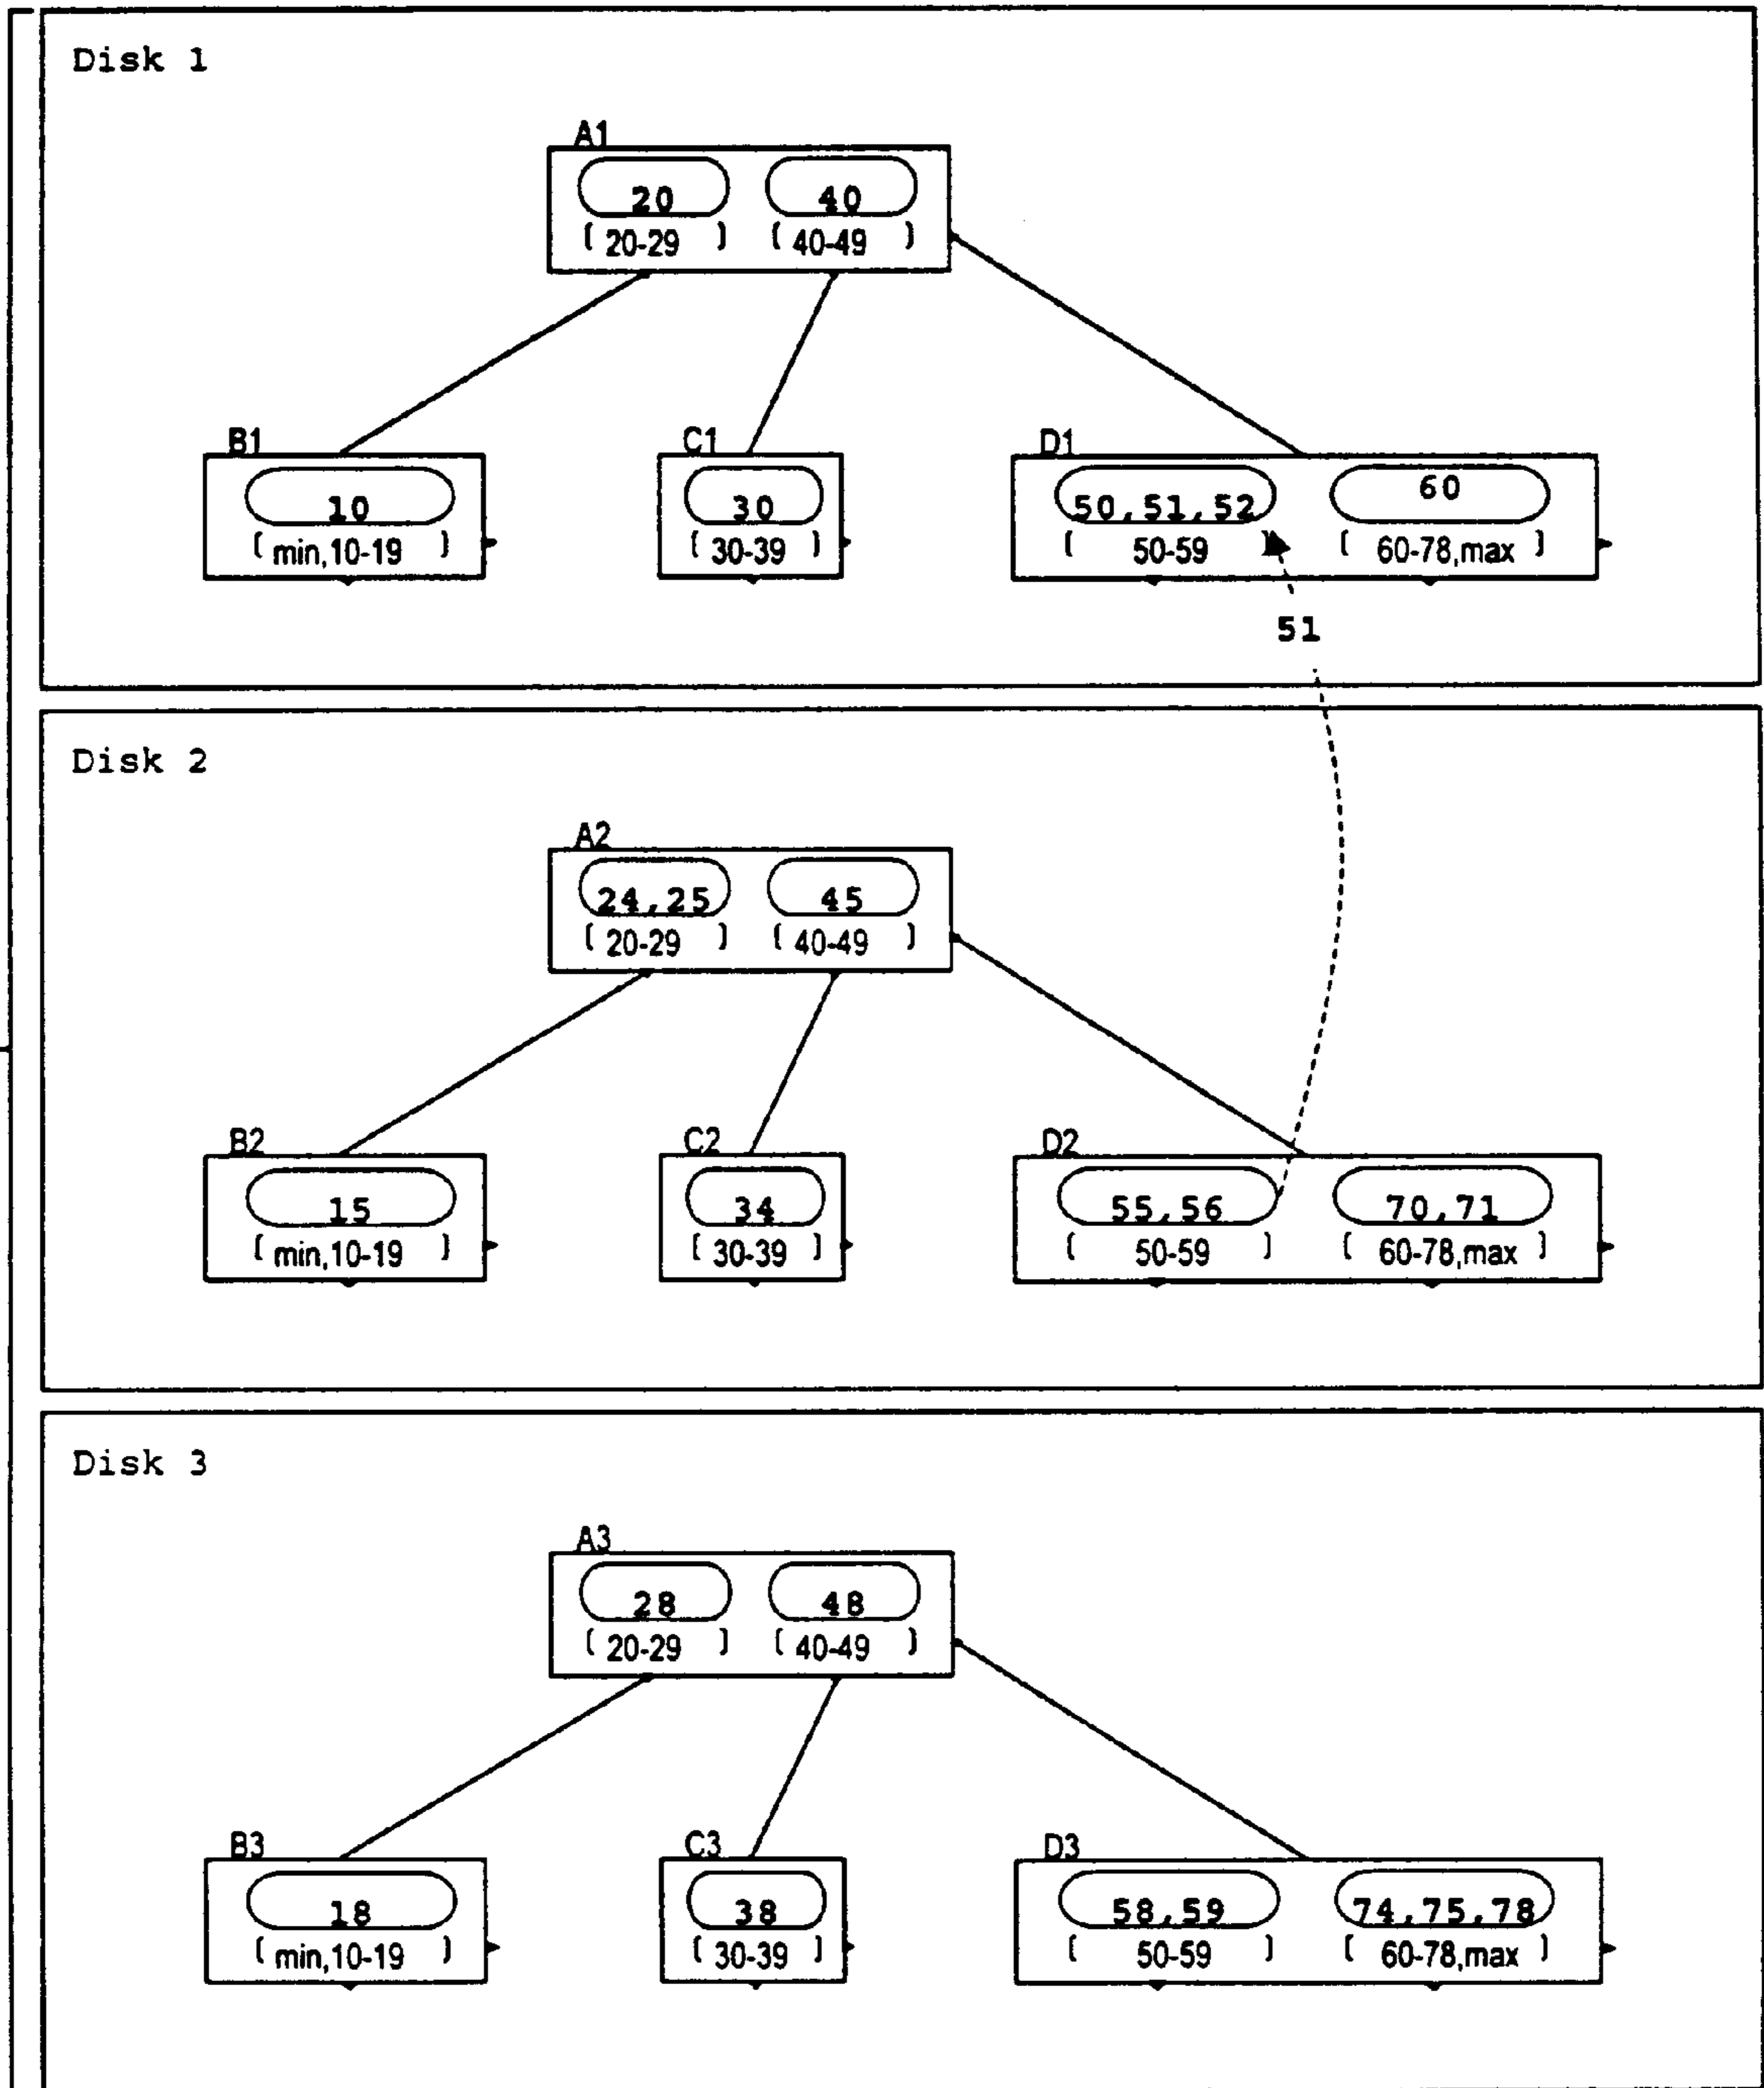 Disk 1
A1
20 40
[ 20-29 ] [ 40-49 ]
B1 C1 D1
10 30 50,51,52 60
[ min,10-19 ] [ 30-39 ] [ 50-59 ] [ 60-78,max ]
51
Disk 2
A2
24,25 45
[ 20-29 ] [ 40-49 ]
B2 C2 D2
15 34 55,56 70,71
[ min,10-19 ] [ 30-39 ] [ 50-59 ] [ 60-78,max ]
Disk 3
A3
28 48
[ 20-29 ] [ 40-49 ]
B3 C3 D3
18 38 58,59 74,75,78
[ min,10-19 ] [ 30-39 ] [ 50-59 ] [ 60-78,max ]